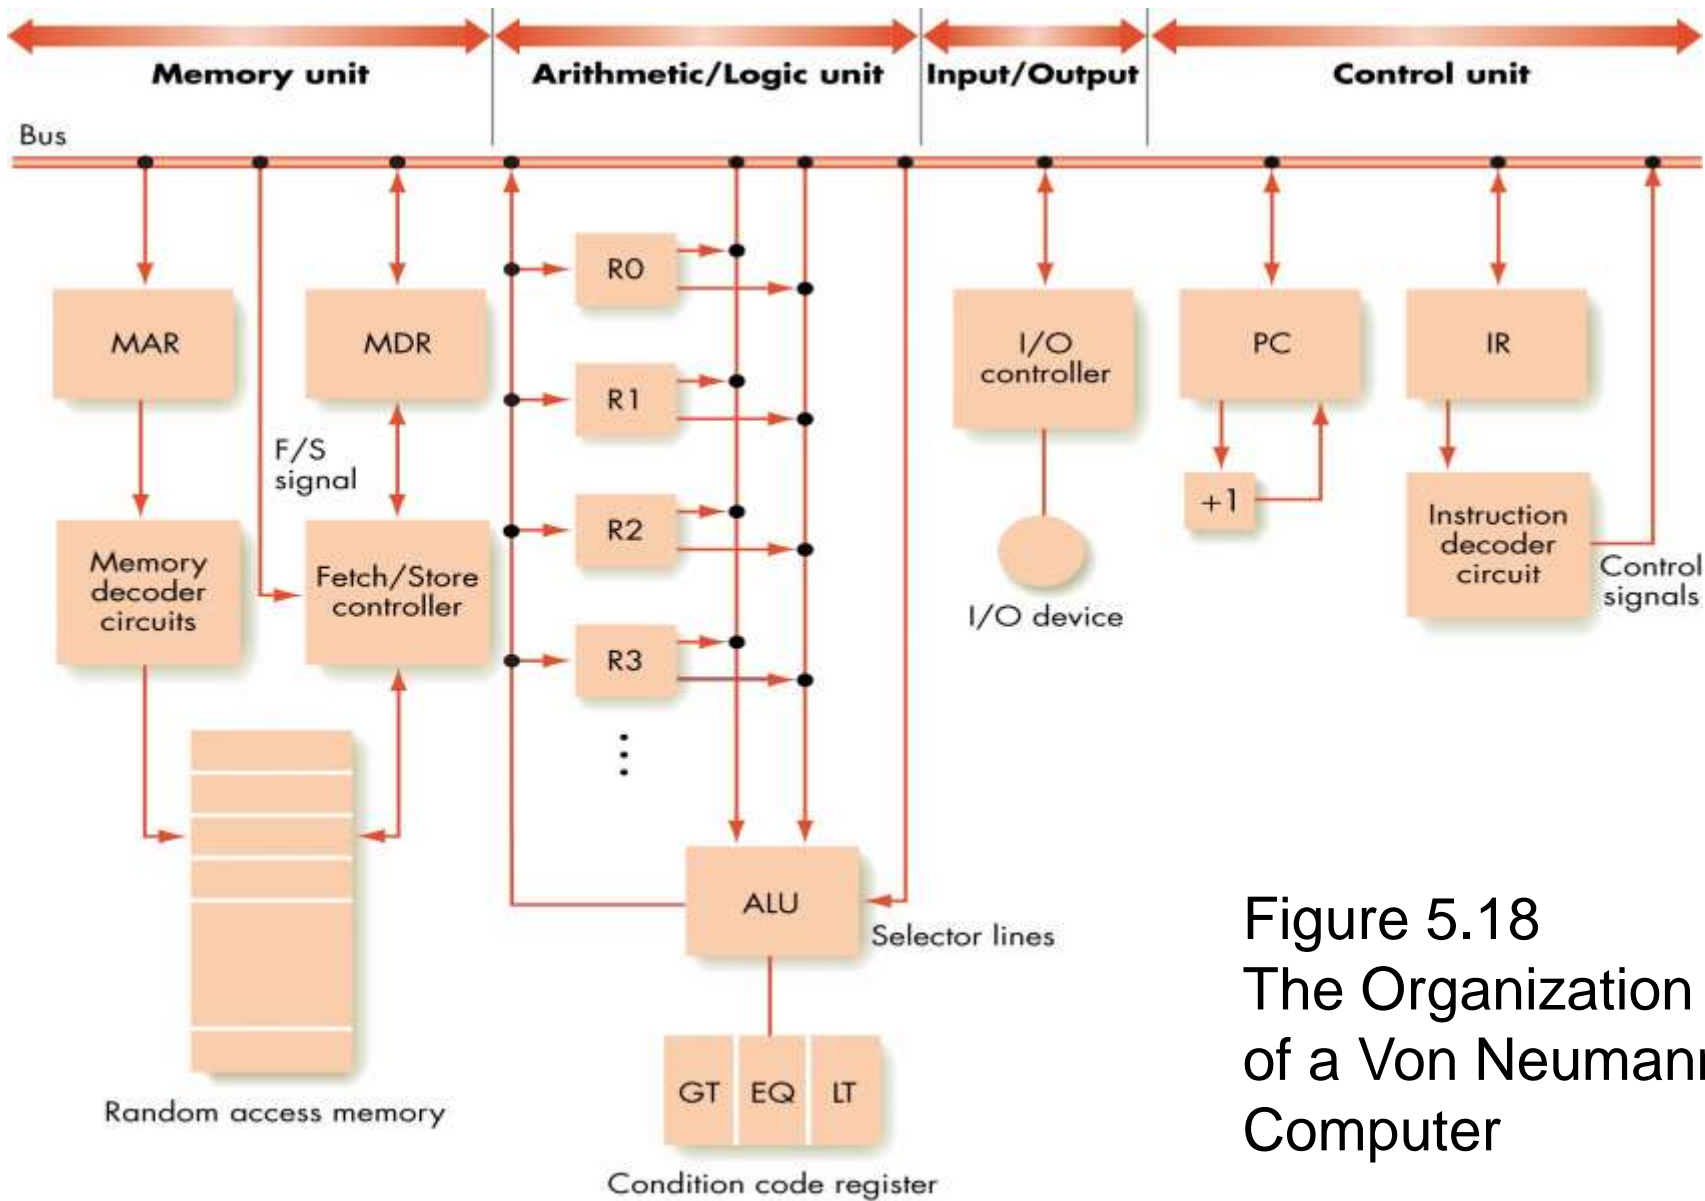 Memory unit
Arithmetic/Logic unit
Input/Output
Control unit
Bus
MAR
MDR
F/S
signal
Memory
decoder
circuits
Fetch/Store
controller
Random access memory
R0
R1
R2
R3
⋮
ALU
Selector lines
GT
EQ
LT
Condition code register
I/O
controller
I/O device
PC
+1
IR
Instruction
decoder
circuit
Control
signals
Figure 5.18
The Organization
of a Von Neumann
Computer